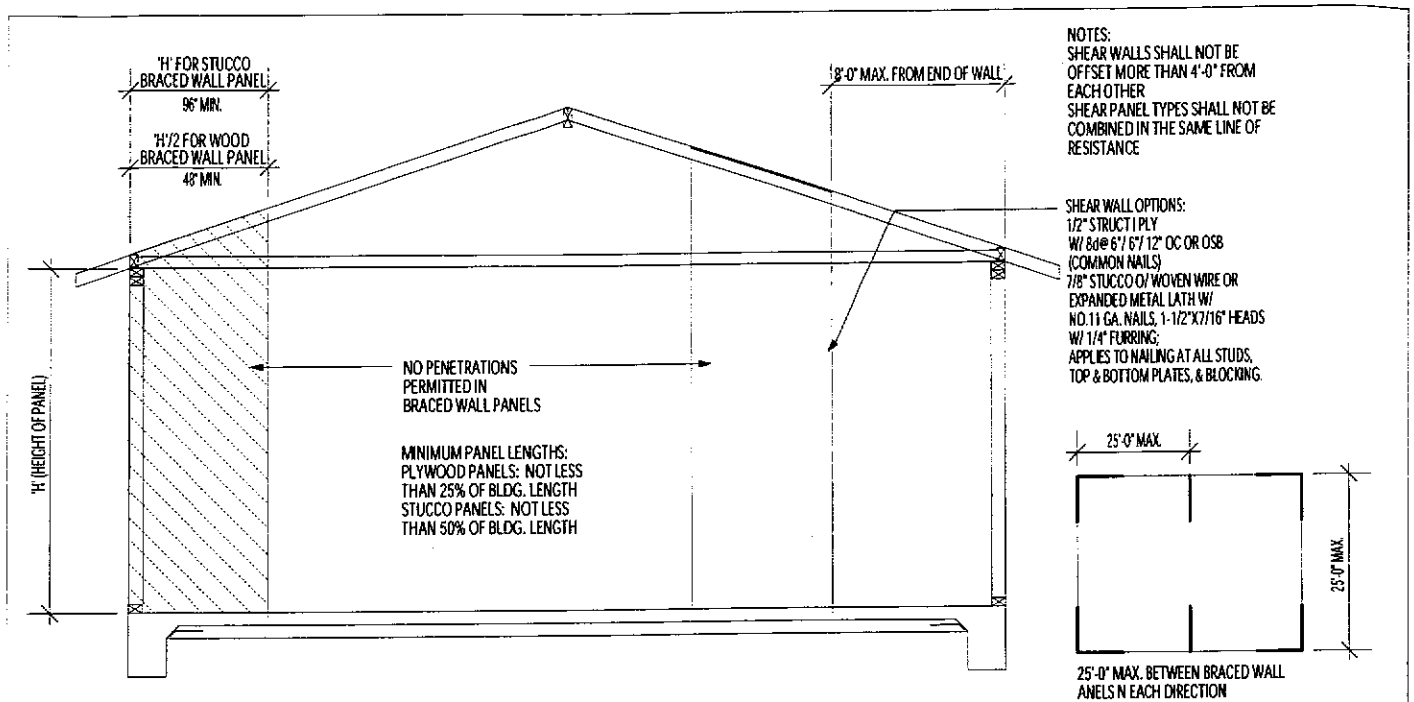 'H' FOR STUCCO
BRACED WALL PANEL
96" MIN.
'H'/2 FOR WOOD
BRACED WALL PANEL
48" MIN.
8'-0" MAX. FROM END OF WALL
NOTES:
SHEAR WALLS SHALL NOT BE
OFFSET MORE THAN 4'-0" FROM
EACH OTHER
SHEAR PANEL TYPES SHALL NOT BE
COMBINED IN THE SAME LINE OF
RESISTANCE
SHEAR WALL OPTIONS:
1/2" STRUCT I PLY
W/ 8d@ 6"/ 6"/ 12" OC OR OSB
(COMMON NAILS)
7/8" STUCCO O/ WOVEN WIRE OR
EXPANDED METAL LATH W/
NO.11 GA. NAILS, 1-1/2"X7/16" HEADS
W/ 1/4" FURRING;
APPLIES TO NAILING AT ALL STUDS,
TOP & BOTTOM PLATES, & BLOCKING.
'H' (HEIGHT OF PANEL)
NO PENETRATIONS
PERMITTED IN
BRACED WALL PANELS
MINIMUM PANEL LENGTHS:
PLYWOOD PANELS: NOT LESS
THAN 25% OF BLDG. LENGTH
STUCCO PANELS: NOT LESS
THAN 50% OF BLDG. LENGTH
25'-0" MAX.
25'-0" MAX.
25'-0" MAX. BETWEEN BRACED WALL
ANELS N EACH DIRECTION